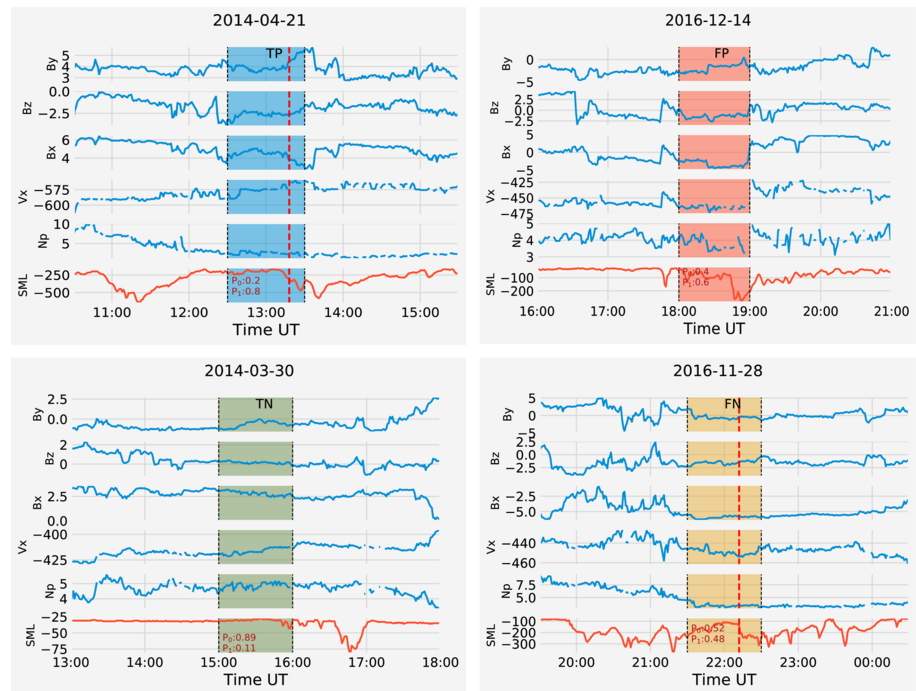 2014-04-21
TP
By
5
4
3
Bz
0.0
−2.5
Bx
6
4
Vx
−575
−600
Np
10
5
SML
−250
−500
P₀:0.2
P₁:0.8
11:00 12:00 13:00 14:00 15:00
Time UT
2016-12-14
FP
By
0
−5
Bz
2.5
−2.5
Bx
5
0
−5
Vx
−425
−450
−475
Np
5
4
3
SML
−100
−200
P₀:0.4
P₁:0.6
16:00 17:00 18:00 19:00 20:00 21:00
Time UT
2014-03-30
TN
By
2.5
0.0
Bz
2
0
Bx
2.5
0.0
Vx
−400
−425
Np
5
4
SML
−25
−50
−75
P₀:0.89
P₁:0.11
13:00 14:00 15:00 16:00 17:00 18:00
Time UT
2016-11-28
FN
By
5
0
−5
Bz
2.5
0.0
−2.5
Bx
−2.5
−5.0
Vx
−440
−460
Np
7.5
5.0
SML
−100
−200
−300
P₀:0.52
P₁:0.48
20:00 21:00 22:00 23:00 00:00
Time UT